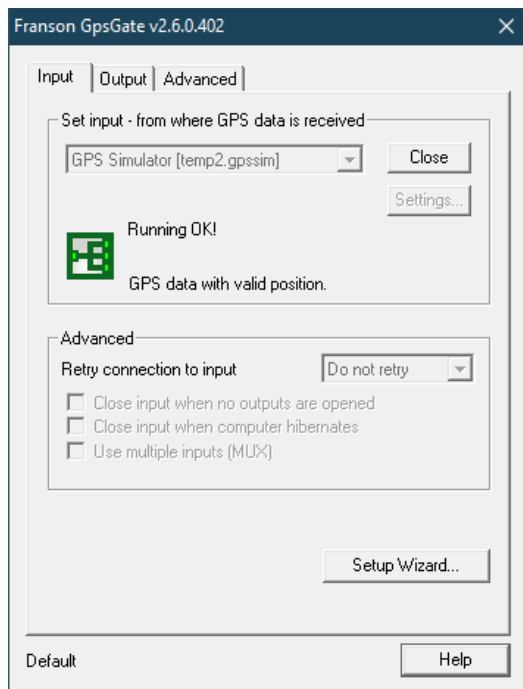 Franson GpsGate v2.6.0.402
Input Output Advanced
Set input - from where GPS data is received
GPS Simulator [temp2.gpssim]
Close
Settings...
Running OK!
GPS data with valid position.
Advanced
Retry connection to input Do not retry
Close input when no outputs are opened
Close input when computer hibernates
Use multiple inputs (MUX)
Setup Wizard...
Default Help